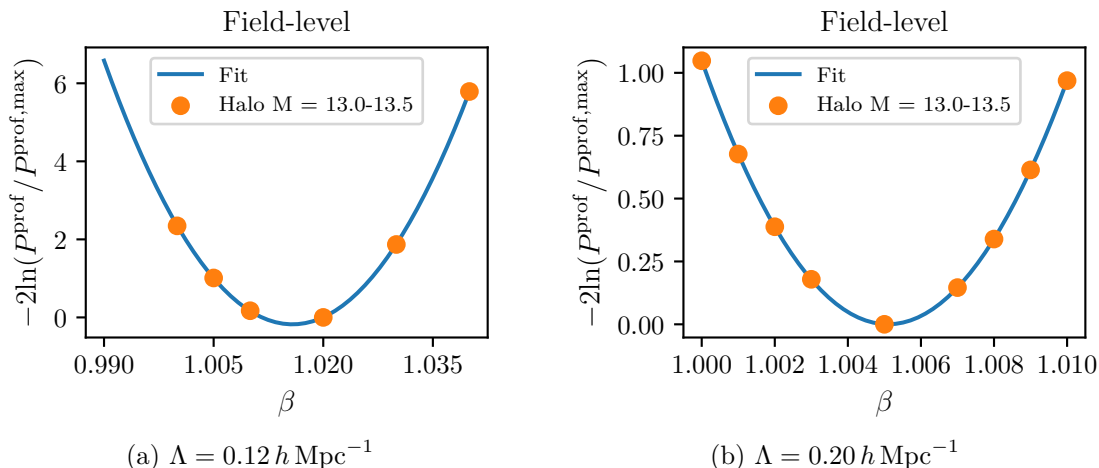 Field-level
−2ln(P^prof/P^prof,max)
6
4
2
0
Fit
Halo M = 13.0-13.5
0.990 1.005 1.020 1.035
β
(a) Λ = 0.12 h Mpc⁻¹
Field-level
−2ln(P^prof/P^prof,max)
1.00
0.75
0.50
0.25
0.00
Fit
Halo M = 13.0-13.5
1.000 1.002 1.004 1.006 1.008 1.010
β
(b) Λ = 0.20 h Mpc⁻¹